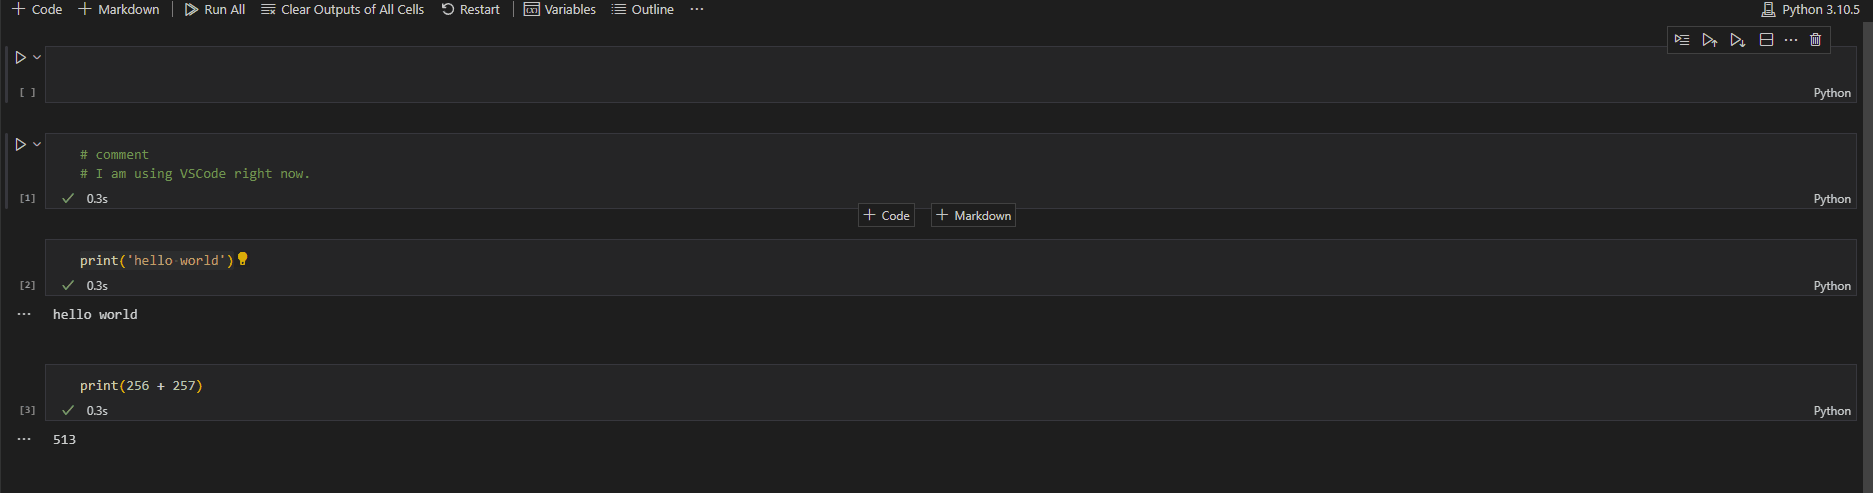 Code Markdown Run All Clear Outputs of All Cells Restart Variables Outline ... Python 3.10.5
[ ] Python
# comment
# I am using VSCode right now.
[1] 0.3s Python
Code Markdown
print('hello world')
[2] 0.3s Python
hello world
print(256 + 257)
[3] 0.3s Python
513